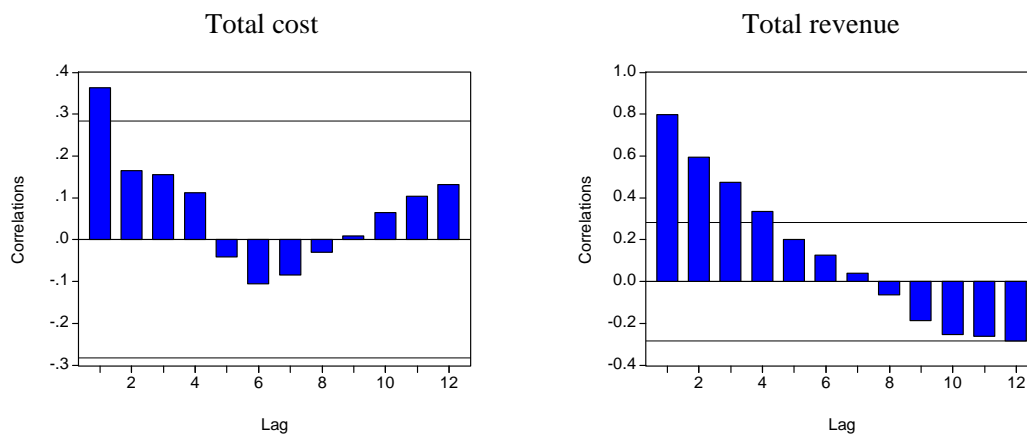 Total cost
.4
.3
.2
.1
.0
-.1
-.2
-.3
Correlations
2 4 6 8 10 12
Lag
Total revenue
1.0
0.8
0.6
0.4
0.2
0.0
-0.2
-0.4
Correlations
2 4 6 8 10 12
Lag